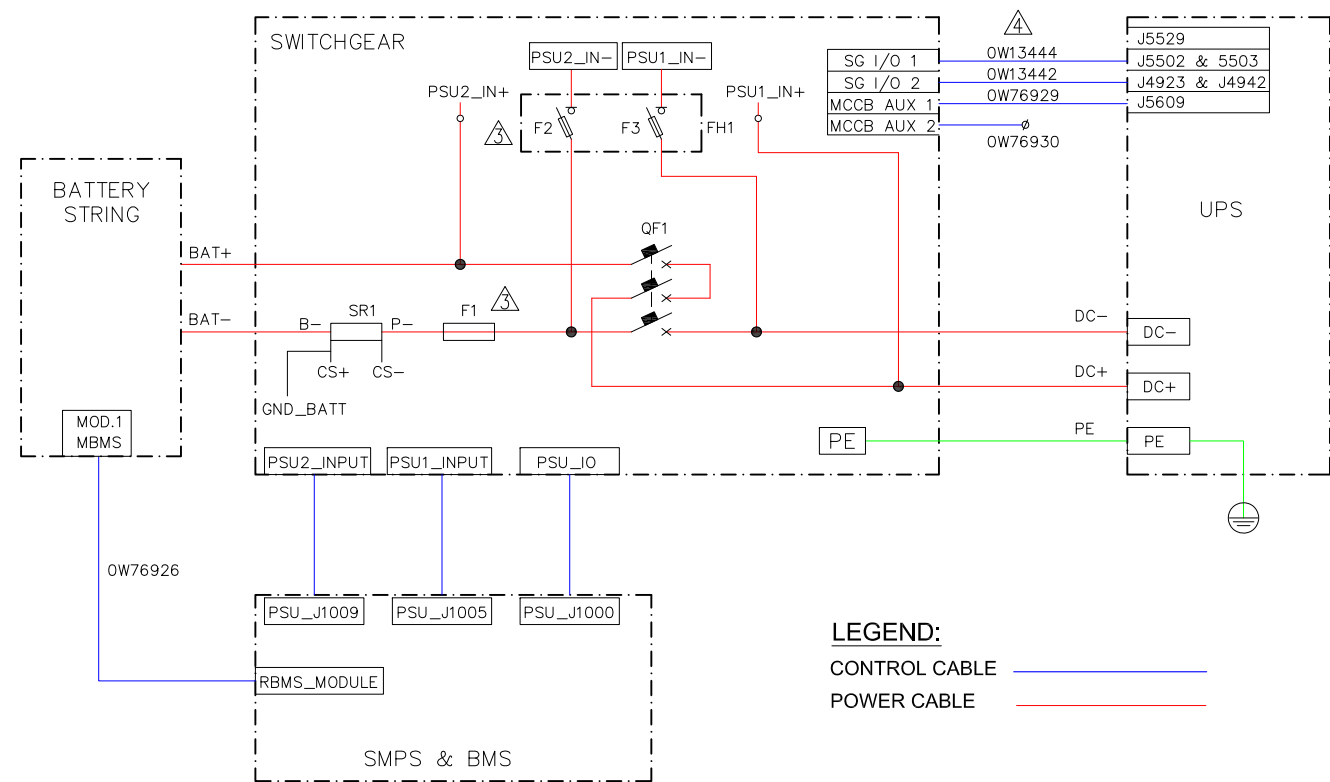 SWITCHGEAR
PSU2_IN-
PSU1_IN-
PSU2_IN+
PSU1_IN+
3
F2
F3
FH1
SG I/O 1
SG I/O 2
MCCB AUX 1
MCCB AUX 2
4
0W13444
0W13442
0W76929
0W76930
J5529
J5502 & 5503
J4923 & J4942
J5609
UPS
BATTERY
STRING
BAT+
BAT-
QF1
B-
SR1
P-
F1
3
CS+
CS-
GND_BATT
DC-
DC-
DC+
DC+
PE
PE
PE
MOD.1
MBMS
PSU2_INPUT
PSU1_INPUT
PSU_IO
0W76926
PSU_J1009
PSU_J1005
PSU_J1000
RBMS_MODULE
SMPS & BMS
LEGEND:
CONTROL CABLE
POWER CABLE